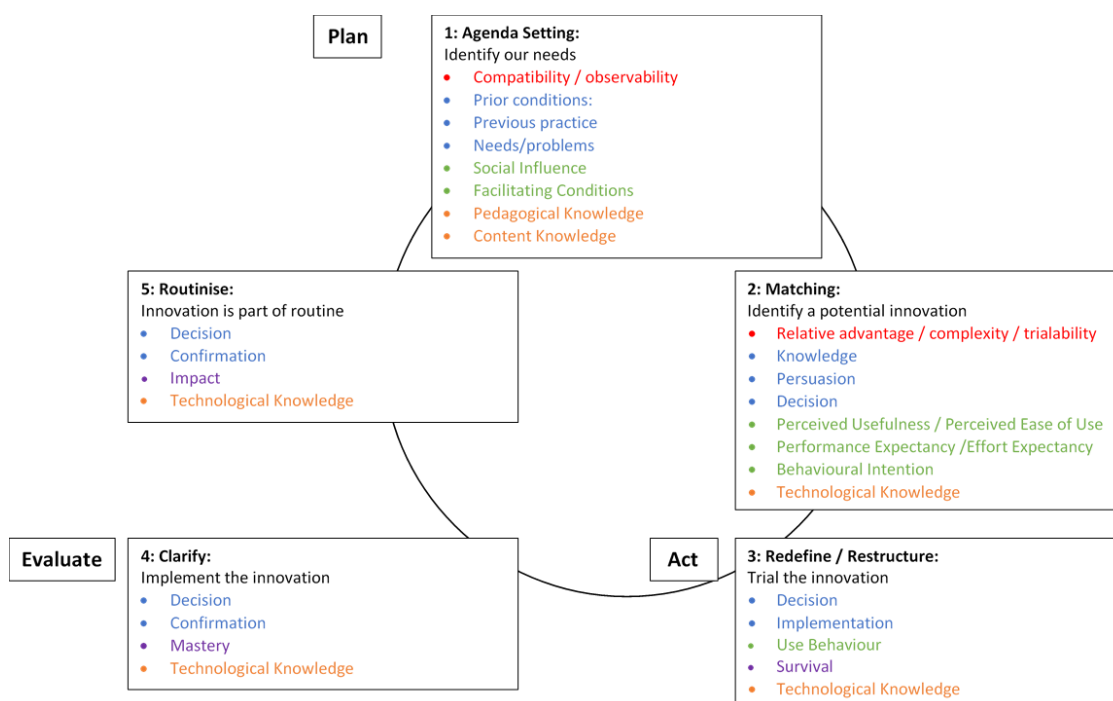 Plan
1: Agenda Setting:
Identify our needs
• Compatibility / observability
• Prior conditions:
• Previous practice
• Needs/problems
• Social Influence
• Facilitating Conditions
• Pedagogical Knowledge
• Content Knowledge
5: Routinise:
Innovation is part of routine
• Decision
• Confirmation
• Impact
• Technological Knowledge
2: Matching:
Identify a potential innovation
• Relative advantage / complexity / trialability
• Knowledge
• Persuasion
• Decision
• Perceived Usefulness / Perceived Ease of Use
• Performance Expectancy /Effort Expectancy
• Behavioural Intention
• Technological Knowledge
Evaluate
4: Clarify:
Implement the innovation
• Decision
• Confirmation
• Mastery
• Technological Knowledge
Act
3: Redefine / Restructure:
Trial the innovation
• Decision
• Implementation
• Use Behaviour
• Survival
• Technological Knowledge